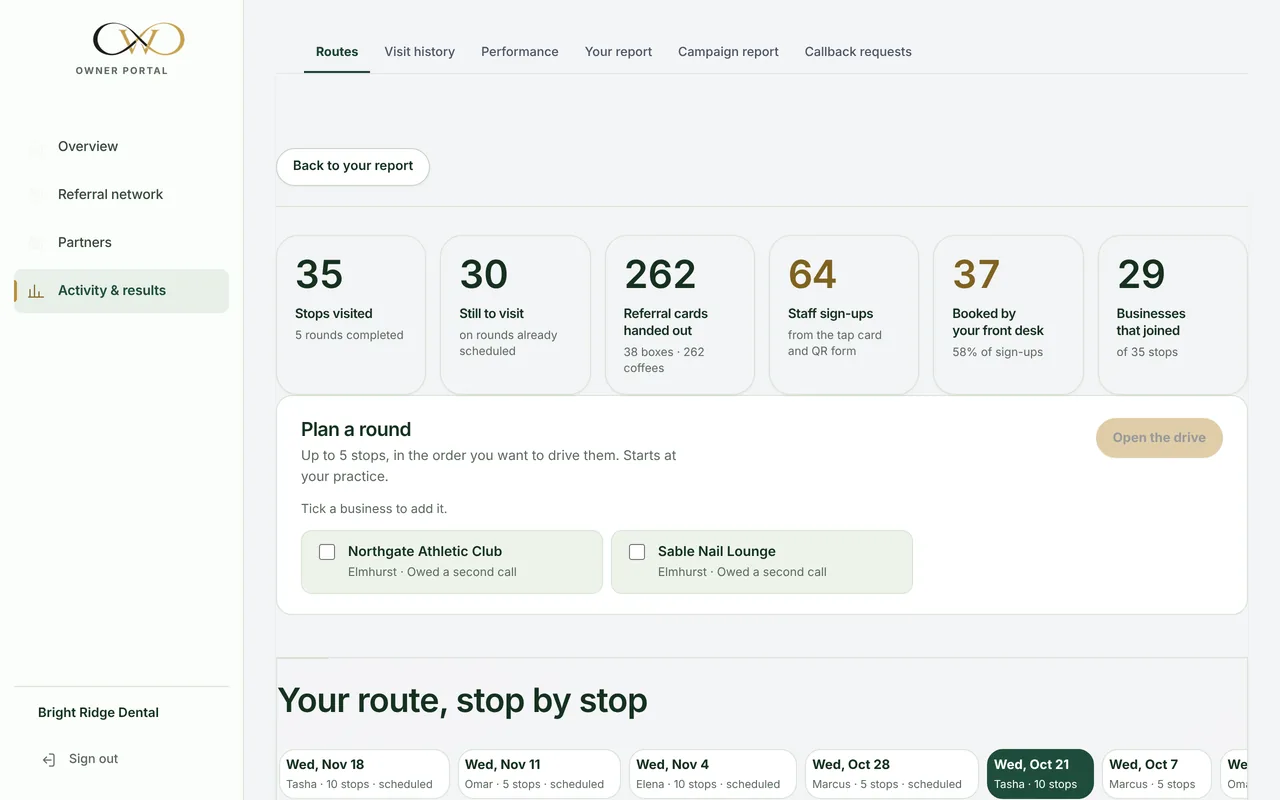 OWO
OWNER PORTAL
Overview
Referral network
Partners
Activity & results
Bright Ridge Dental
Sign out
Routes
Visit history
Performance
Your report
Campaign report
Callback requests
Back to your report
35
Stops visited
5 rounds completed
30
Still to visit
on rounds already
scheduled
262
Referral cards
handed out
38 boxes · 262
coffees
64
Staff sign-ups
from the tap card
and QR form
37
Booked by
your front desk
58% of sign-ups
29
Businesses
that joined
of 35 stops
Plan a round
Up to 5 stops, in the order you want to drive them. Starts at
your practice.
Open the drive
Tick a business to add it.
Northgate Athletic Club
Elmhurst · Owed a second call
Sable Nail Lounge
Elmhurst · Owed a second call
Your route, stop by stop
Wed, Nov 18
Tasha · 10 stops · scheduled
Wed, Nov 11
Omar · 5 stops · scheduled
Wed, Nov 4
Elena · 10 stops · scheduled
Wed, Oct 28
Marcus · 5 stops · scheduled
Wed, Oct 21
Tasha · 10 stops
Wed, Oct 7
Marcus · 5 stops